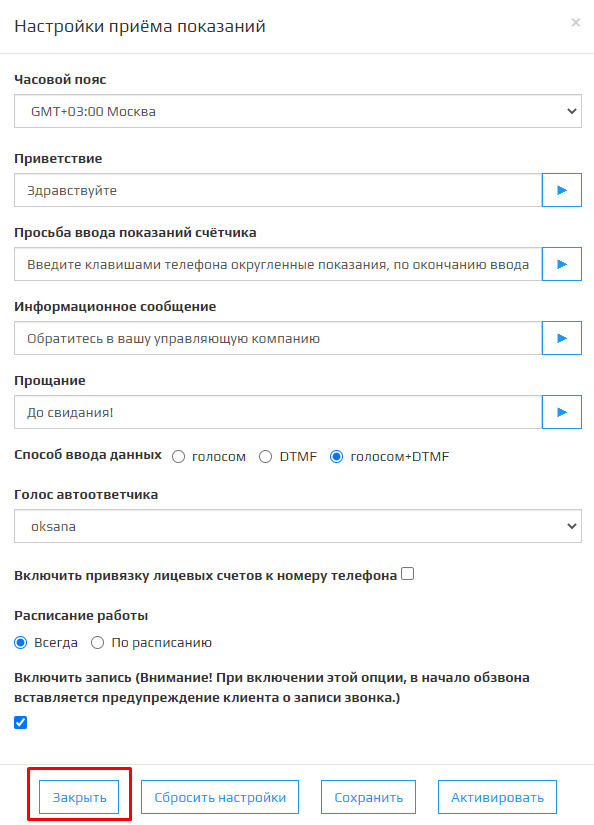 Настройки приёма показаний ×
Часовой пояс
GMT+03:00 Москва
Приветствие
Здравствуйте
Просьба ввода показаний счётчика
Введите клавишами телефона округленные показания, по окончанию ввода
Информационное сообщение
Обратитесь в вашу управляющую компанию
Прощание
До свидания!
Способ ввода данных голосом DTMF голосом+DTMF
Голос автоответчика
oksana
Включить привязку лицевых счетов к номеру телефона
Расписание работы
Всегда По расписанию
Включить запись (Внимание! При включении этой опции, в начало обзвона
вставляется предупреждение клиента о записи звонка.)
Закрыть Сбросить настройки Сохранить Активировать